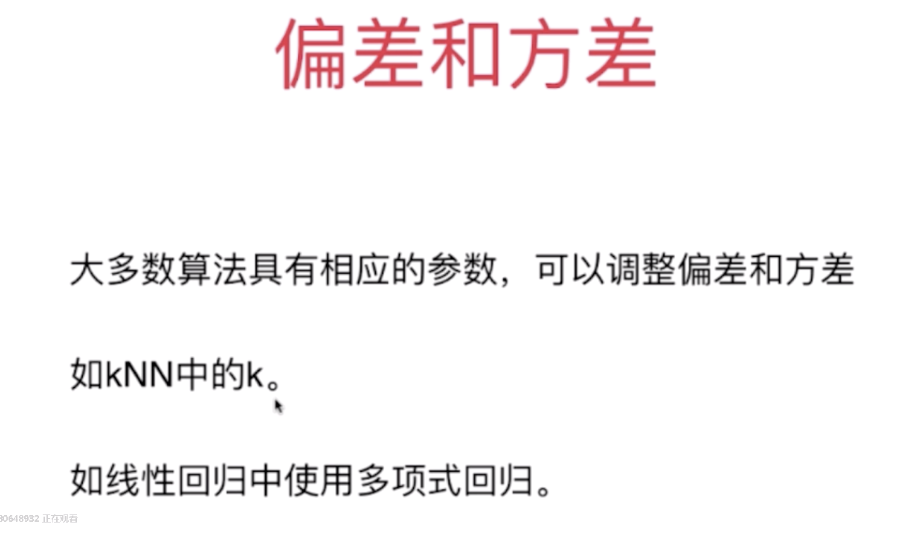 偏差和方差
大多数算法具有相应的参数，可以调整偏差和方差
如kNN中的k。
如线性回归中使用多项式回归。
正在观看